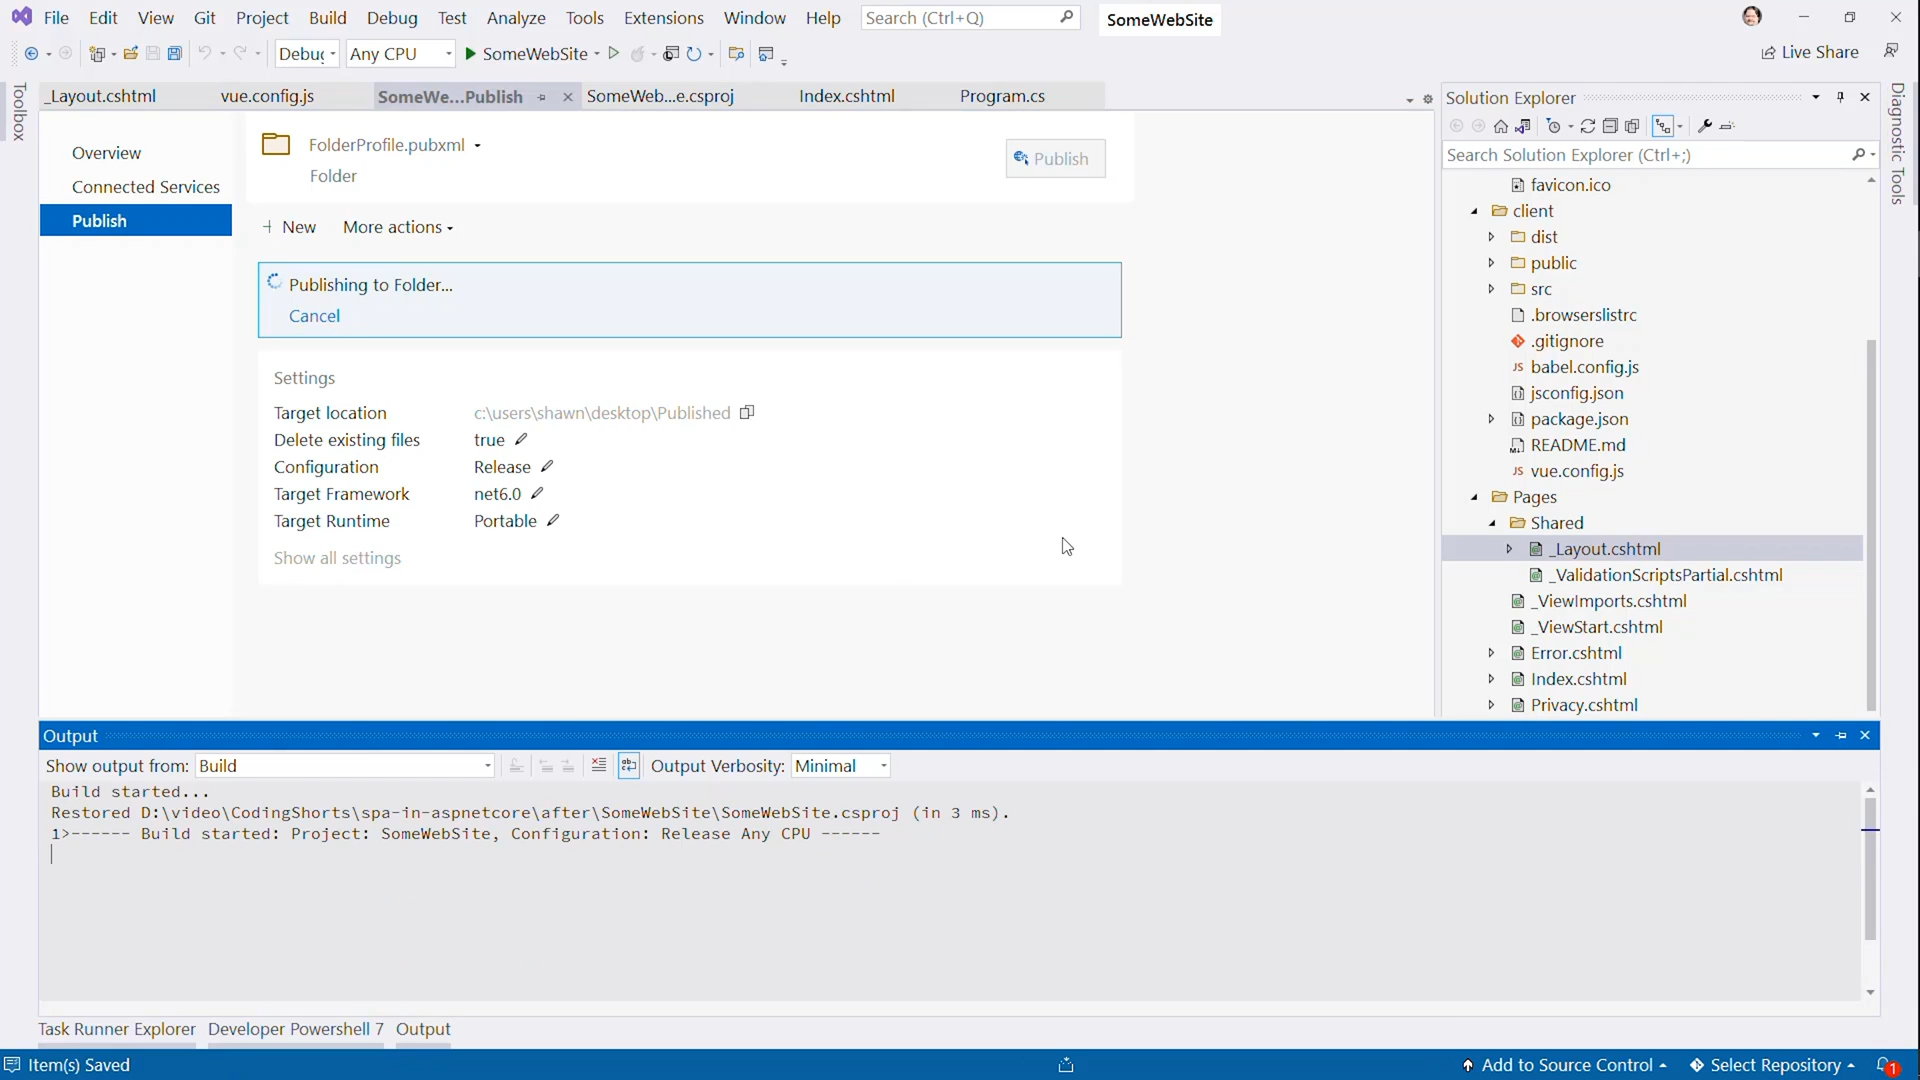 File Edit View Git Project Build Debug Test Analyze Tools Extensions Window Help Search (Ctrl+Q) SomeWebSite
Debug Any CPU SomeWebSite Live Share
Toolbox
_Layout.cshtml vue.config.js SomeWe...Publish SomeWeb...e.csproj Index.cshtml Program.cs
Overview
Connected Services
Publish
FolderProfile.pubxml
Folder
Publish
New More actions
Publishing to Folder...
Cancel
Settings
Target location c:\users\shawn\desktop\Published
Delete existing files true
Configuration Release
Target Framework net6.0
Target Runtime Portable
Show all settings
Solution Explorer
Search Solution Explorer (Ctrl+;)
favicon.ico
client
dist
public
src
.browserslistrc
.gitignore
JS babel.config.js
jsconfig.json
package.json
README.md
JS vue.config.js
Pages
Shared
_Layout.cshtml
_ValidationScriptsPartial.cshtml
_ViewImports.cshtml
_ViewStart.cshtml
Error.cshtml
Index.cshtml
Privacy.cshtml
Diagnostic Tools
Output
Show output from: Build Output Verbosity: Minimal
Build started...
Restored D:\video\CodingShorts\spa-in-aspnetcore\after\SomeWebSite\SomeWebSite.csproj (in 3 ms).
1>------ Build started: Project: SomeWebSite, Configuration: Release Any CPU ------
Task Runner Explorer Developer Powershell 7 Output
Item(s) Saved Add to Source Control Select Repository 1